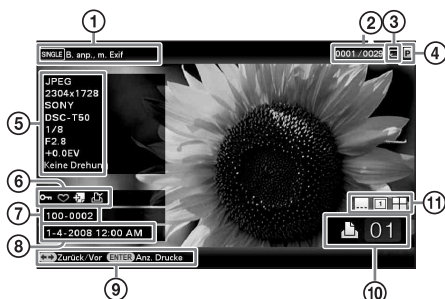 ① ② ③
SINGLE B. anp., m. Exif 0001/0029 P ④
⑤ JPEG
2304x1728
SONY
DSC-T50
1/8
F2.8
+0.0EV
Keine Drehun
⑥
⑦ 100-0002 1 ⑪
⑧ 1-4-2008 12:00 AM 01
Zurück/Vor ENTER Anz. Drucke
⑨ ⑩